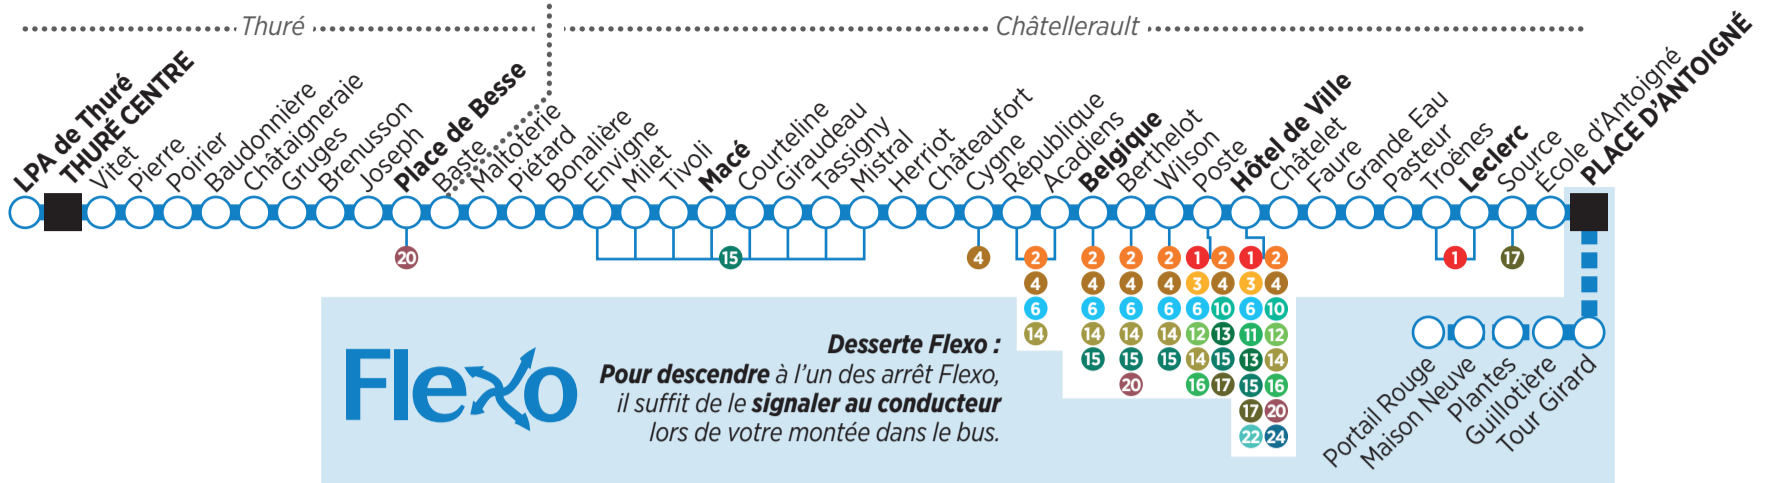 Thuré
Châtellerault
LPA de Thuré
THURÉ CENTRE
Vitet
Pierre
Poirier
Baudonnière
Châtaigneraie
Gruges
Brenusson
Joseph
Place de Besse
Baste
Maltoterie
Piétard
Bonalière
Envigne
Milet
Tivoli
Macé
Courteline
Giraudeau
Tassigny
Mistral
Herriot
Châteaufort
Cygne
République
Acadiens
Belgique
Berthelot
Wilson
Poste
Hôtel de Ville
Châtelet
Faure
Grande Eau
Pasteur
Troènes
Leclerc
Source
École d'Antoigné
PLACE D'ANTOIGNÉ
20 15 4 2 2 2 2 1 2 1 2 1 17
4 4 4 4 3 4 3 4
6 6 6 6 6 10 6 10
14 14 14 14 12 13 11 12
15 15 15 14 15 13 14
20 16 17 15 16
17 20
22 24
Flexo
Desserte Flexo :
Pour descendre à l'un des arrêt Flexo,
il suffit de le signaler au conducteur
lors de votre montée dans le bus.
Portail Rouge
Maison Neuve
Plantes
Guillotière
Tour Girard